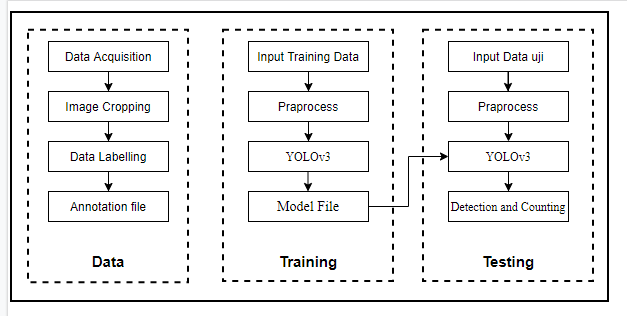 Data Acquisition
Image Cropping
Data Labelling
Annotation file
Data
Input Training Data
Praprocess
YOLOv3
Model File
Training
Input Data uji
Praprocess
YOLOv3
Detection and Counting
Testing